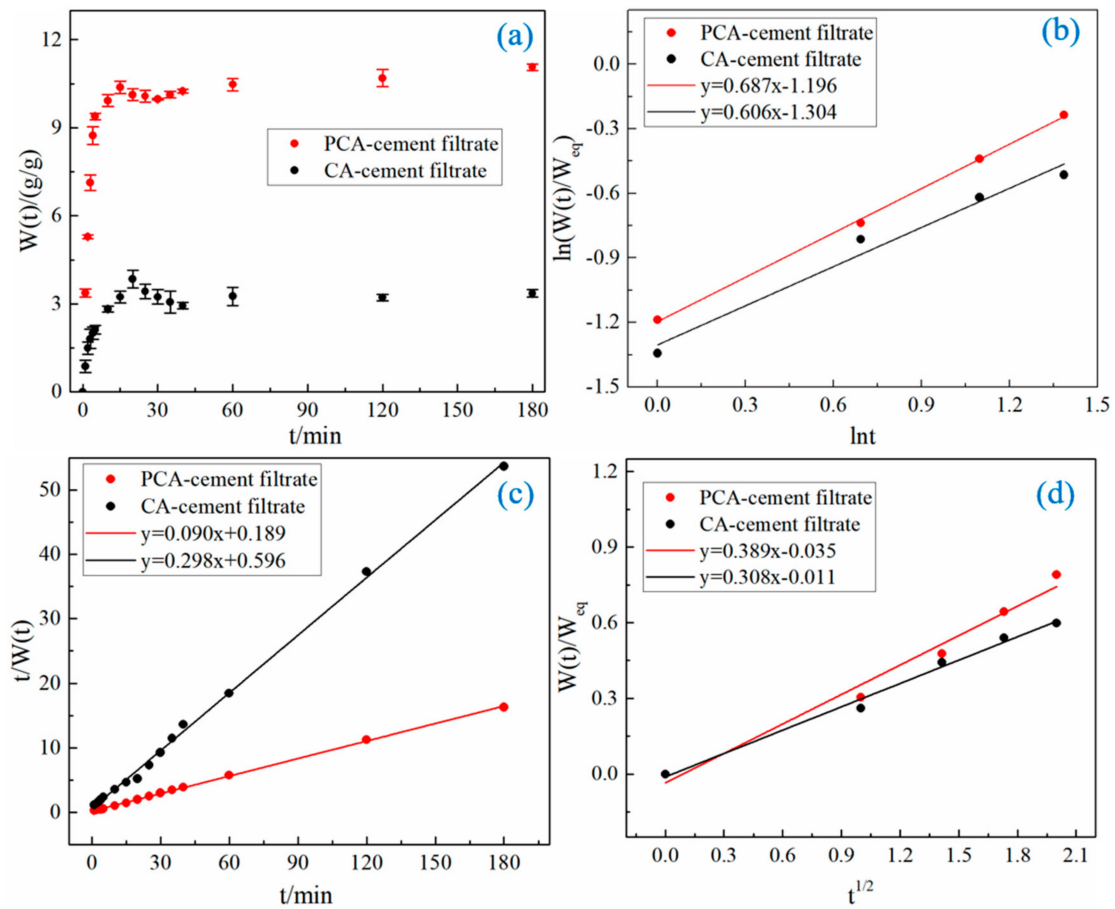 (a)
W(t)/(g/g)
12
9
6
3
0
PCA-cement filtrate
CA-cement filtrate
0 30 60 90 120 150 180
t/min
(b)
ln(W(t)/Weq)
0.0
-0.3
-0.6
-0.9
-1.2
-1.5
PCA-cement filtrate
CA-cement filtrate
y=0.687x-1.196
y=0.606x-1.304
0.0 0.3 0.6 0.9 1.2 1.5
lnt
(c)
t/W(t)
50
40
30
20
10
0
PCA-cement filtrate
CA-cement filtrate
y=0.090x+0.189
y=0.298x+0.596
0 30 60 90 120 150 180
t/min
(d)
W(t)/Weq
1.2
0.9
0.6
0.3
0.0
PCA-cement filtrate
CA-cement filtrate
y=0.389x-0.035
y=0.308x-0.011
0.0 0.3 0.6 0.9 1.2 1.5 1.8 2.1
t1/2